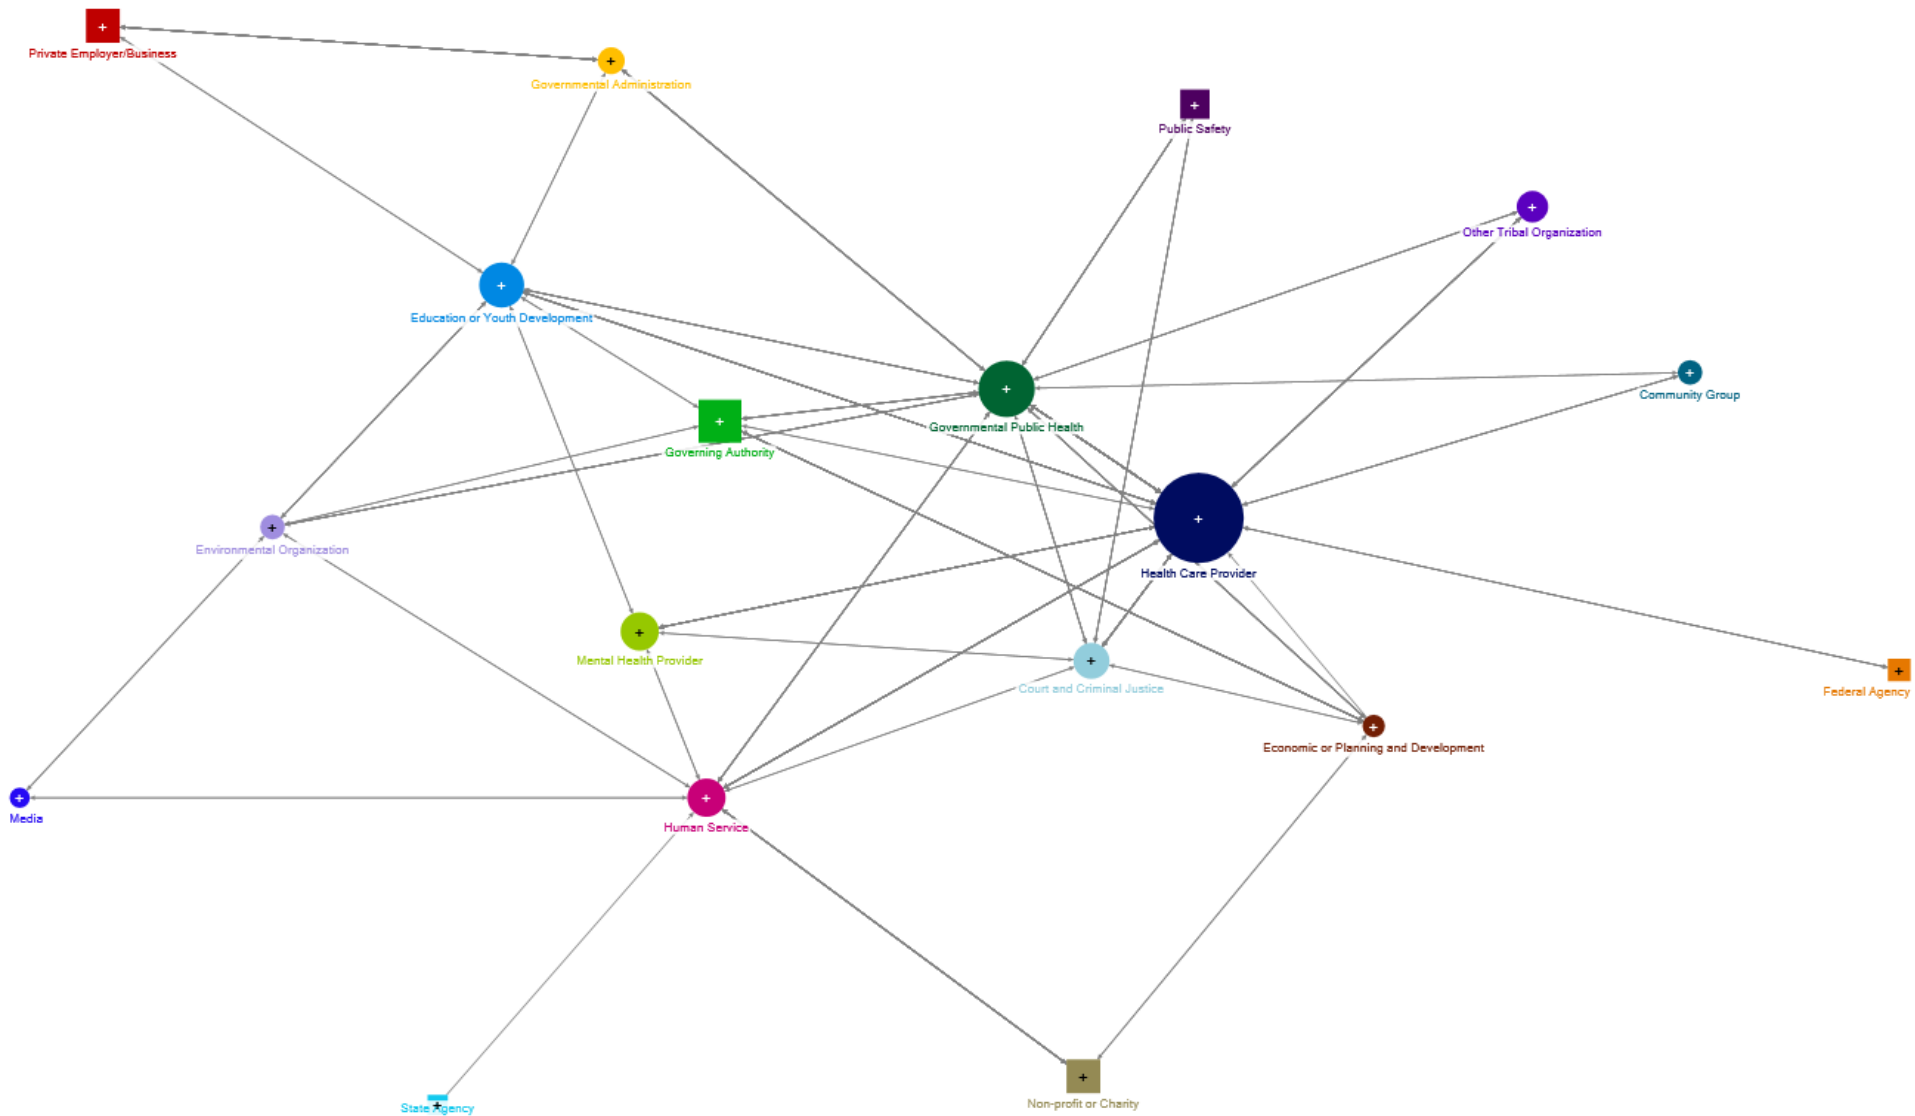 Private Employer/Business
Governmental Administration
Public Safety
Other Tribal Organization
Education or Youth Development
Community Group
Governmental Public Health
Governing Authority
Environmental Organization
Health Care Provider
Mental Health Provider
Court and Criminal Justice
Federal Agency
Economic or Planning and Development
Media
Human Service
Non-profit or Charity
State Agency